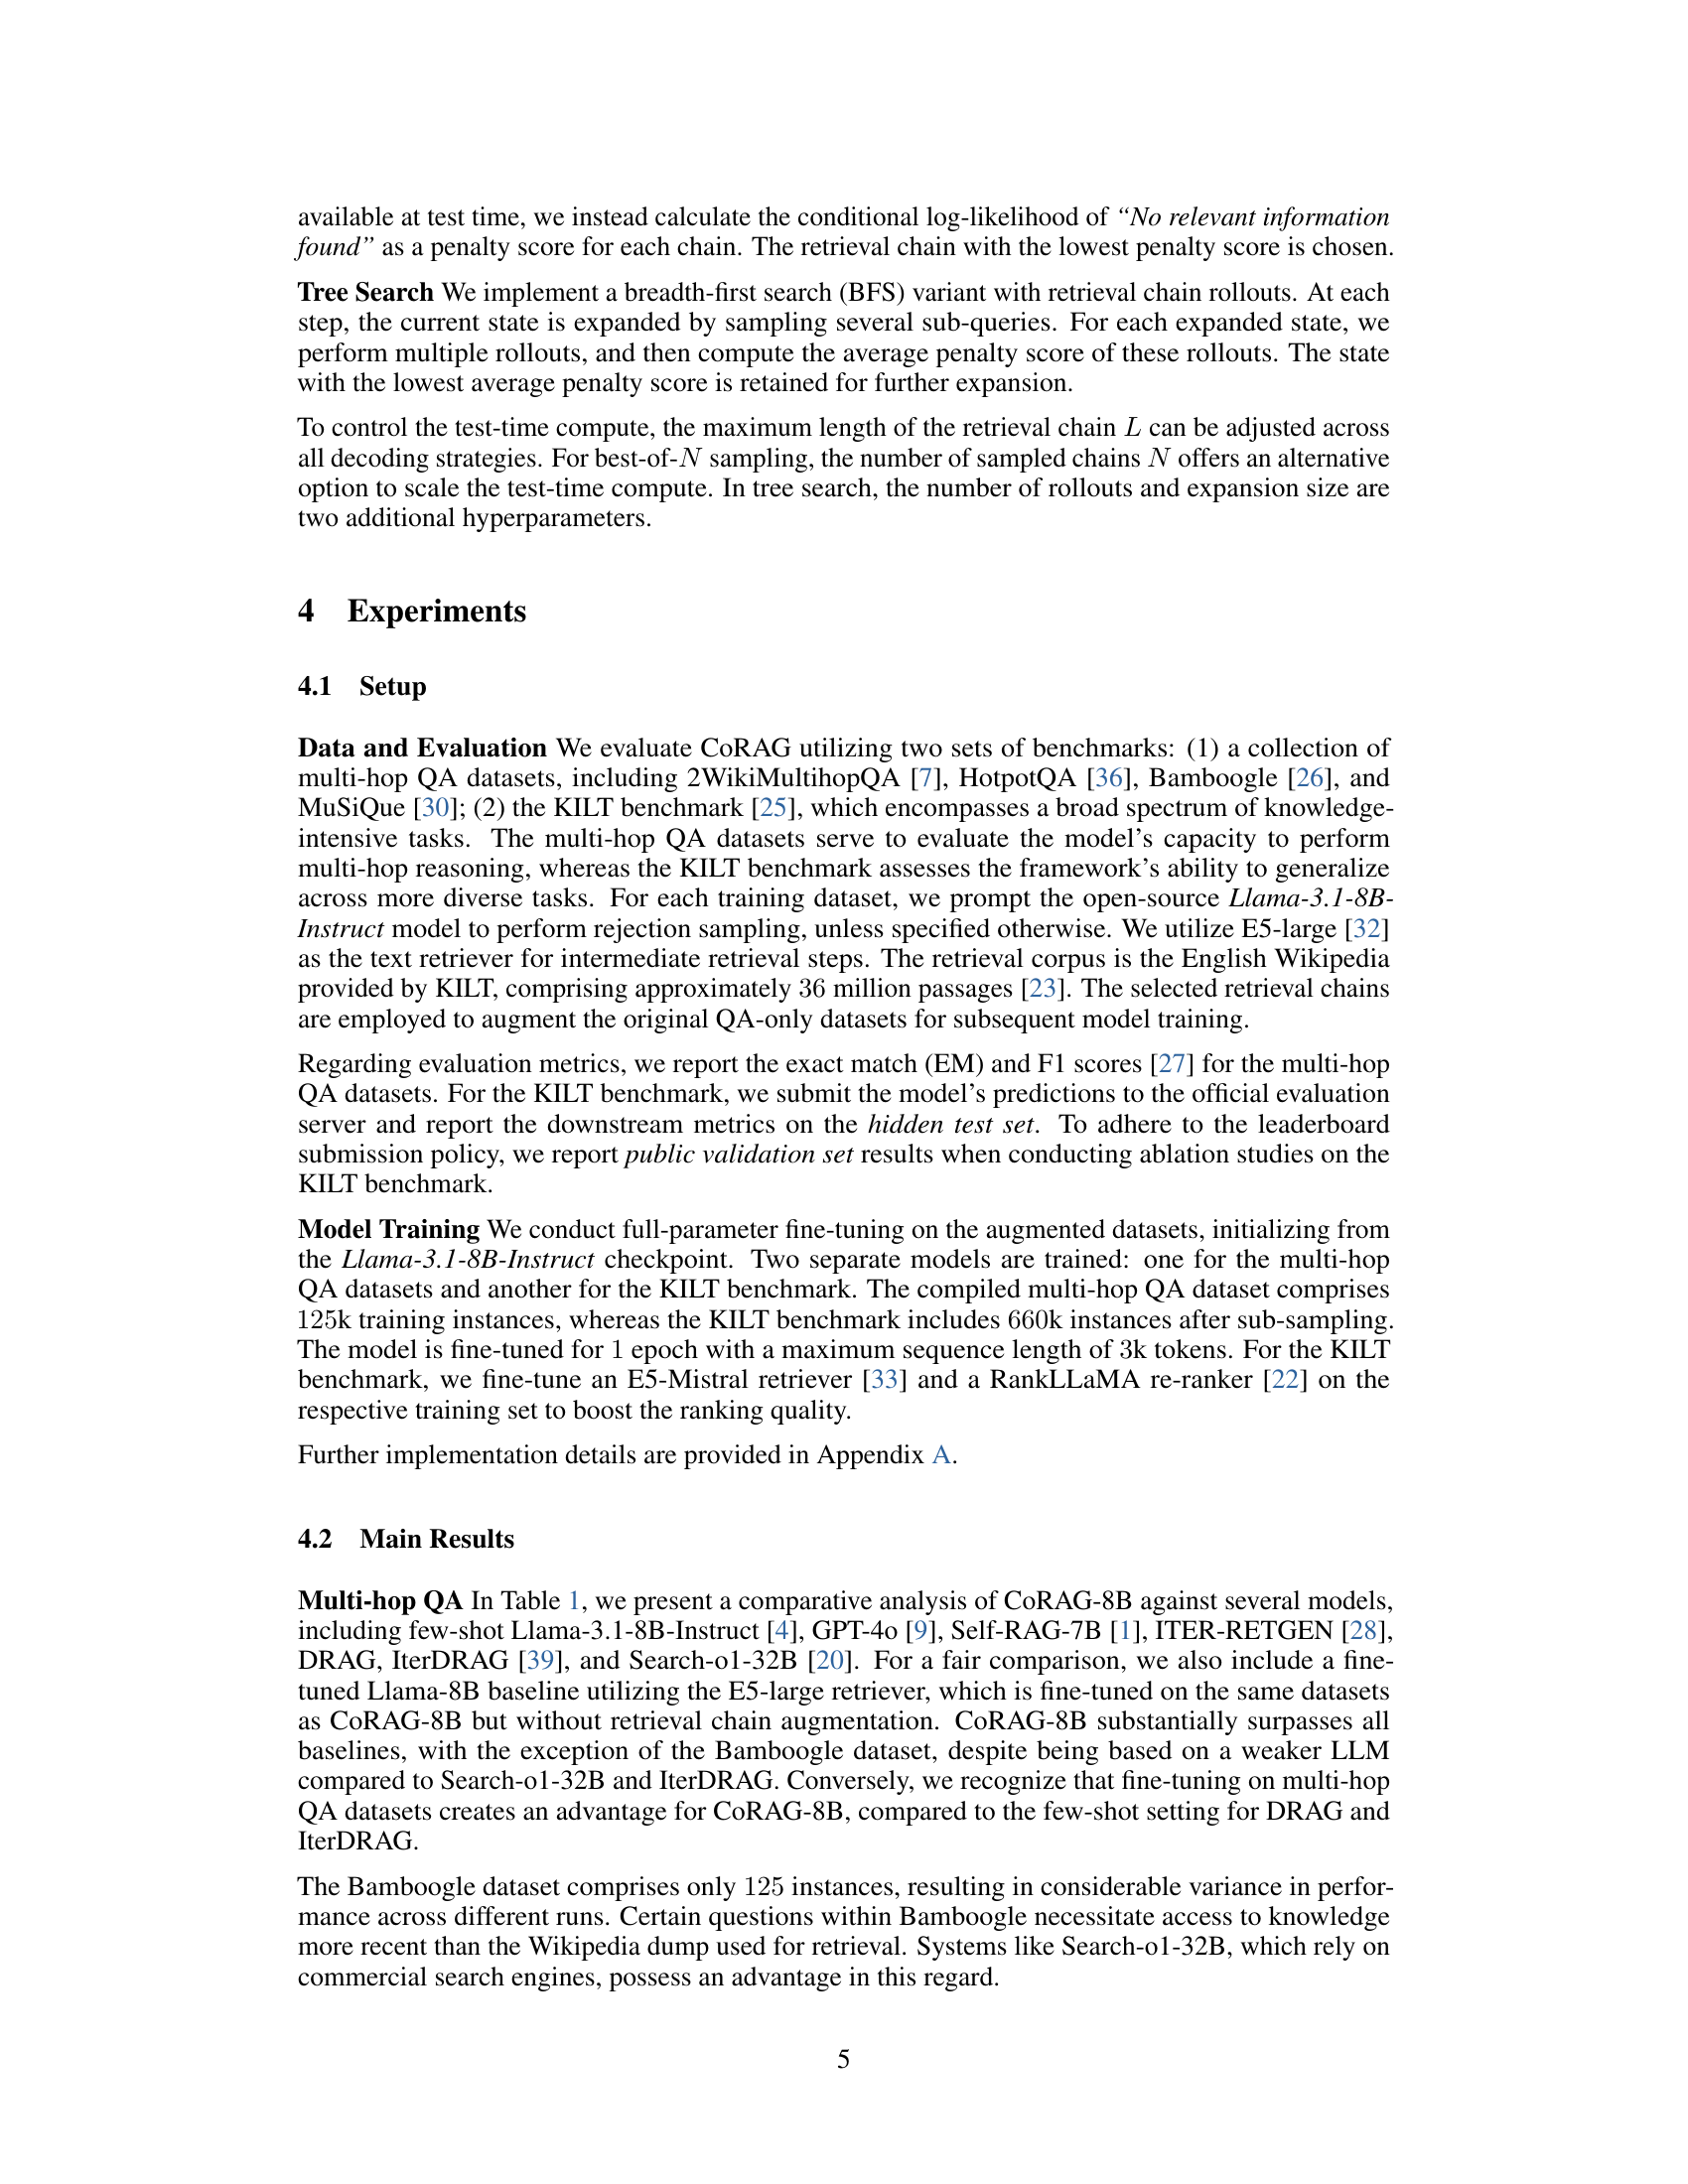 available at test time, we instead calculate the conditional log-likelihood of “No relevant information
found” as a penalty score for each chain. The retrieval chain with the lowest penalty score is chosen.
Tree Search We implement a breadth-first search (BFS) variant with retrieval chain rollouts. At each
step, the current state is expanded by sampling several sub-queries. For each expanded state, we
perform multiple rollouts, and then compute the average penalty score of these rollouts. The state
with the lowest average penalty score is retained for further expansion.
To control the test-time compute, the maximum length of the retrieval chain L can be adjusted across
all decoding strategies. For best-of-N sampling, the number of sampled chains N offers an alternative
option to scale the test-time compute. In tree search, the number of rollouts and expansion size are
two additional hyperparameters.
4 Experiments
4.1 Setup
Data and Evaluation We evaluate CoRAG utilizing two sets of benchmarks: (1) a collection of
multi-hop QA datasets, including 2WikiMultihopQA [7], HotpotQA [36], Bamboogle [26], and
MuSiQue [30]; (2) the KILT benchmark [25], which encompasses a broad spectrum of knowledge-
intensive tasks. The multi-hop QA datasets serve to evaluate the model’s capacity to perform
multi-hop reasoning, whereas the KILT benchmark assesses the framework’s ability to generalize
across more diverse tasks. For each training dataset, we prompt the open-source Llama-3.1-8B-
Instruct model to perform rejection sampling, unless specified otherwise. We utilize E5-large [32]
as the text retriever for intermediate retrieval steps. The retrieval corpus is the English Wikipedia
provided by KILT, comprising approximately 36 million passages [23]. The selected retrieval chains
are employed to augment the original QA-only datasets for subsequent model training.
Regarding evaluation metrics, we report the exact match (EM) and F1 scores [27] for the multi-hop
QA datasets. For the KILT benchmark, we submit the model’s predictions to the official evaluation
server and report the downstream metrics on the hidden test set. To adhere to the leaderboard
submission policy, we report public validation set results when conducting ablation studies on the
KILT benchmark.
Model Training We conduct full-parameter fine-tuning on the augmented datasets, initializing from
the Llama-3.1-8B-Instruct checkpoint. Two separate models are trained: one for the multi-hop
QA datasets and another for the KILT benchmark. The compiled multi-hop QA dataset comprises
125k training instances, whereas the KILT benchmark includes 660k instances after sub-sampling.
The model is fine-tuned for 1 epoch with a maximum sequence length of 3k tokens. For the KILT
benchmark, we fine-tune an E5-Mistral retriever [33] and a RankLLaMA re-ranker [22] on the
respective training set to boost the ranking quality.
Further implementation details are provided in Appendix A.
4.2 Main Results
Multi-hop QA In Table 1, we present a comparative analysis of CoRAG-8B against several models,
including few-shot Llama-3.1-8B-Instruct [4], GPT-4o [9], Self-RAG-7B [1], ITER-RETGEN [28],
DRAG, IterDRAG [39], and Search-o1-32B [20]. For a fair comparison, we also include a fine-
tuned Llama-8B baseline utilizing the E5-large retriever, which is fine-tuned on the same datasets
as CoRAG-8B but without retrieval chain augmentation. CoRAG-8B substantially surpasses all
baselines, with the exception of the Bamboogle dataset, despite being based on a weaker LLM
compared to Search-o1-32B and IterDRAG. Conversely, we recognize that fine-tuning on multi-hop
QA datasets creates an advantage for CoRAG-8B, compared to the few-shot setting for DRAG and
IterDRAG.
The Bamboogle dataset comprises only 125 instances, resulting in considerable variance in perfor-
mance across different runs. Certain questions within Bamboogle necessitate access to knowledge
more recent than the Wikipedia dump used for retrieval. Systems like Search-o1-32B, which rely on
commercial search engines, possess an advantage in this regard.
5